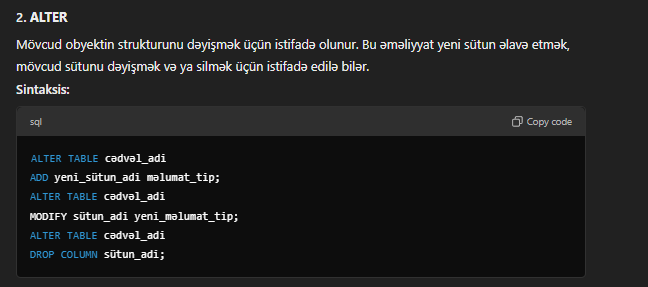 2. ALTER
Mövcud obyektin strukturunu dəyişmək üçün istifadə olunur. Bu əməliyyat yeni sütun əlavə etmək,
mövcud sütunu dəyişmək və ya silmək üçün istifadə edilə bilər.
Sintaksis:
sql
Copy code
ALTER TABLE cədvəl_adi
ADD yeni_sütun_adi məlumat_tip;
ALTER TABLE cədvəl_adi
MODIFY sütun_adi yeni_məlumat_tip;
ALTER TABLE cədvəl_adi
DROP COLUMN sütun_adi;